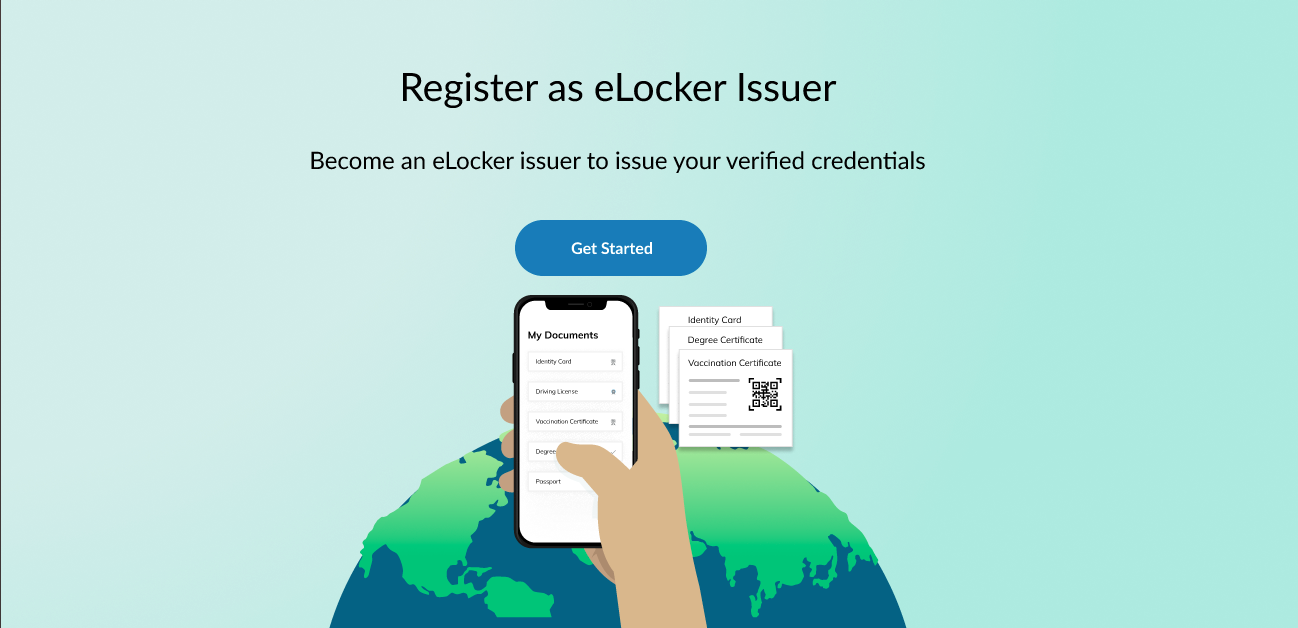 Register as eLocker Issuer
Become an eLocker issuer to issue your verified credentials
Get Started
My Documents
Identity Card
Driving License
Vaccination Certificate
Degree
Passport
Identity Card
Degree Certificate
Vaccination Certificate